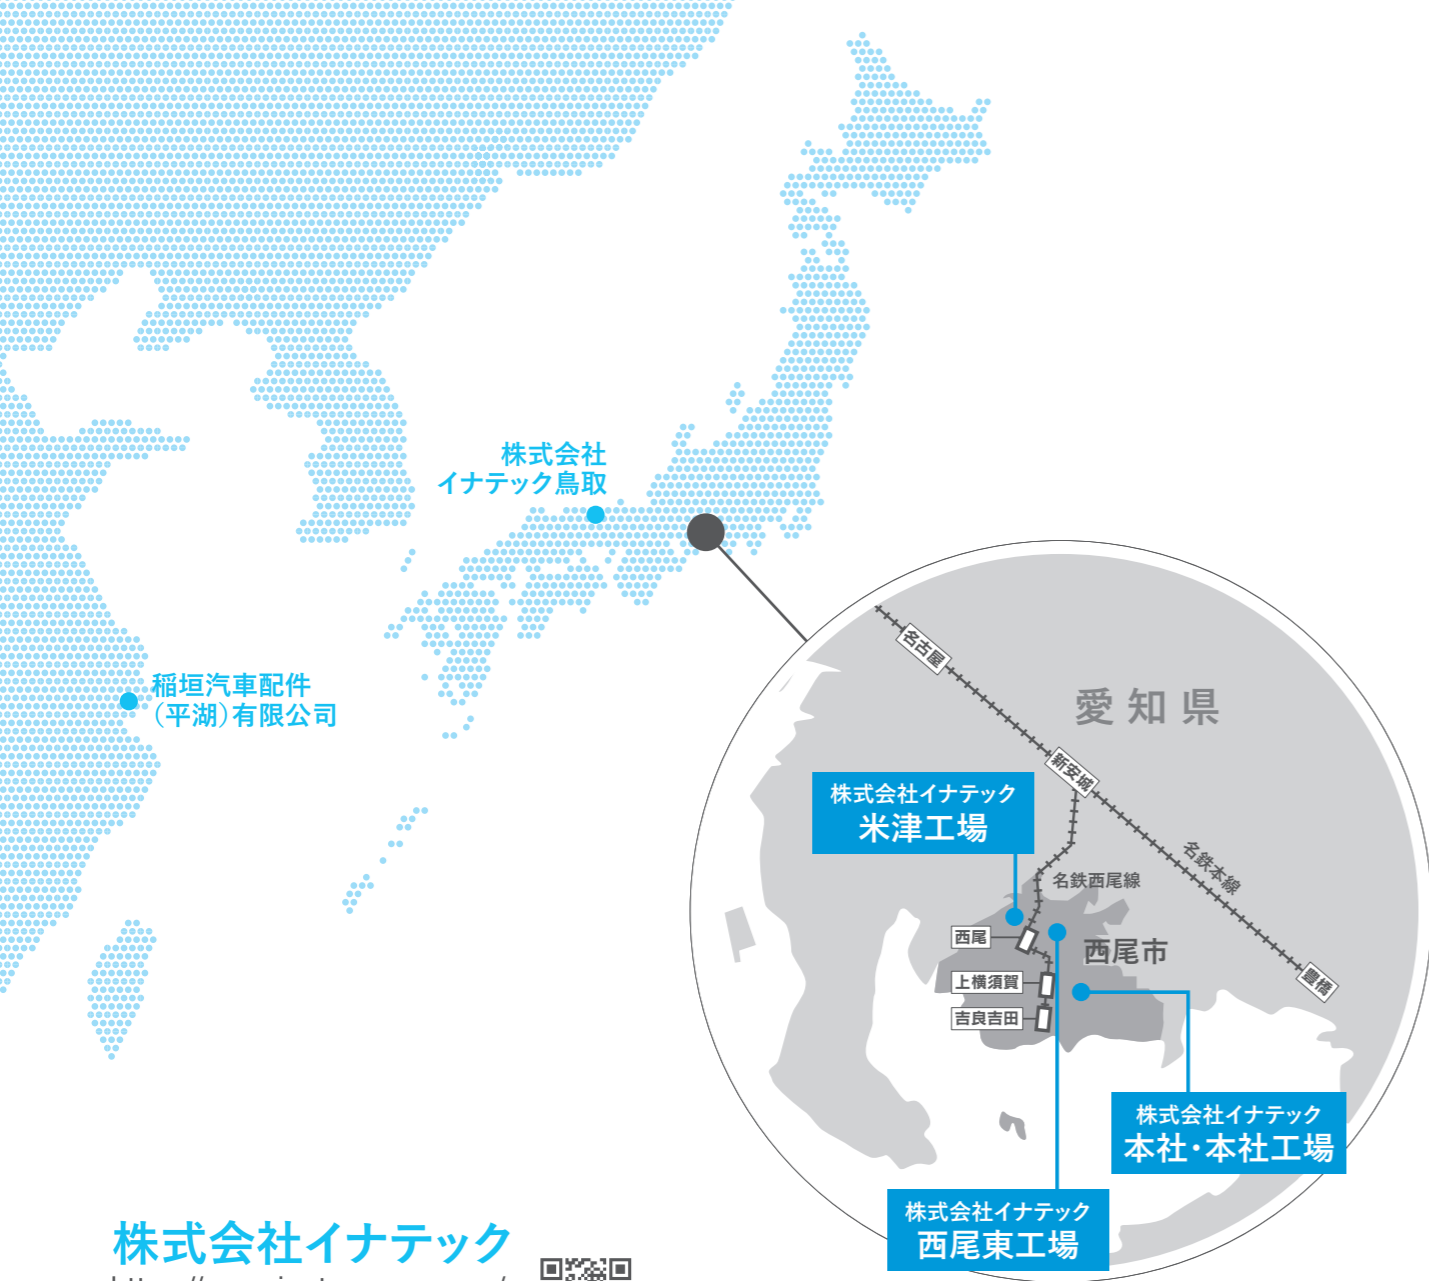 株式会社
イナテック鳥取
稲垣汽車配件
（平湖）有限公司
名古屋
愛知県
新安城
株式会社イナテック
米津工場
名鉄本線
名鉄西尾線
西尾
西尾市
上横須賀
豊橋
吉良吉田
株式会社イナテック
本社・本社工場
株式会社イナテック
西尾東工場
株式会社イナテック